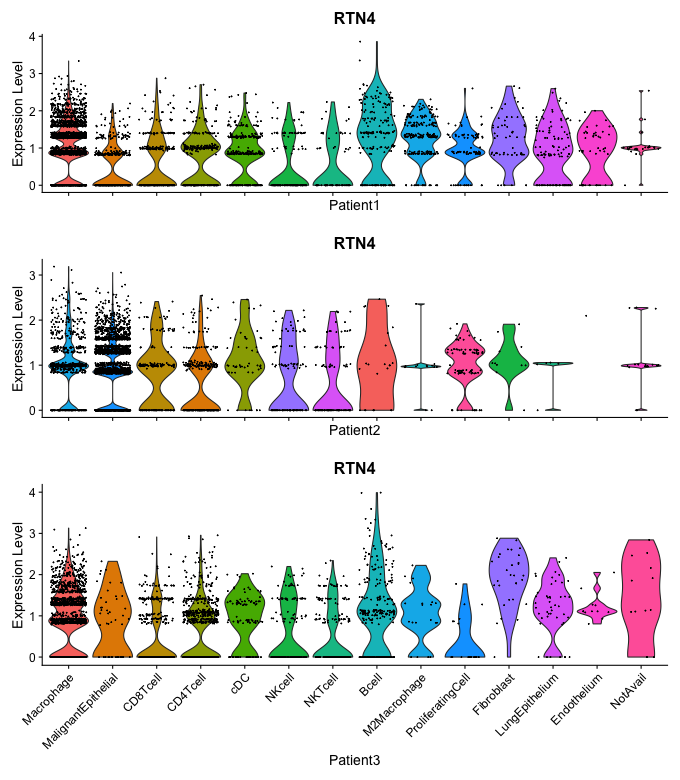 RTN4
Expression Level
4
3
2
1
0
Patient1
RTN4
Expression Level
3
2
1
0
Patient2
RTN4
Expression Level
4
3
2
1
0
Macrophage
MalignantEpithelial
CD8Tcell
CD4Tcell
cDC
NKcell
NKTcell
Bcell
M2Macrophage
ProliferatingCell
Fibroblast
LungEpithelium
Endothelium
NotAvail
Patient3